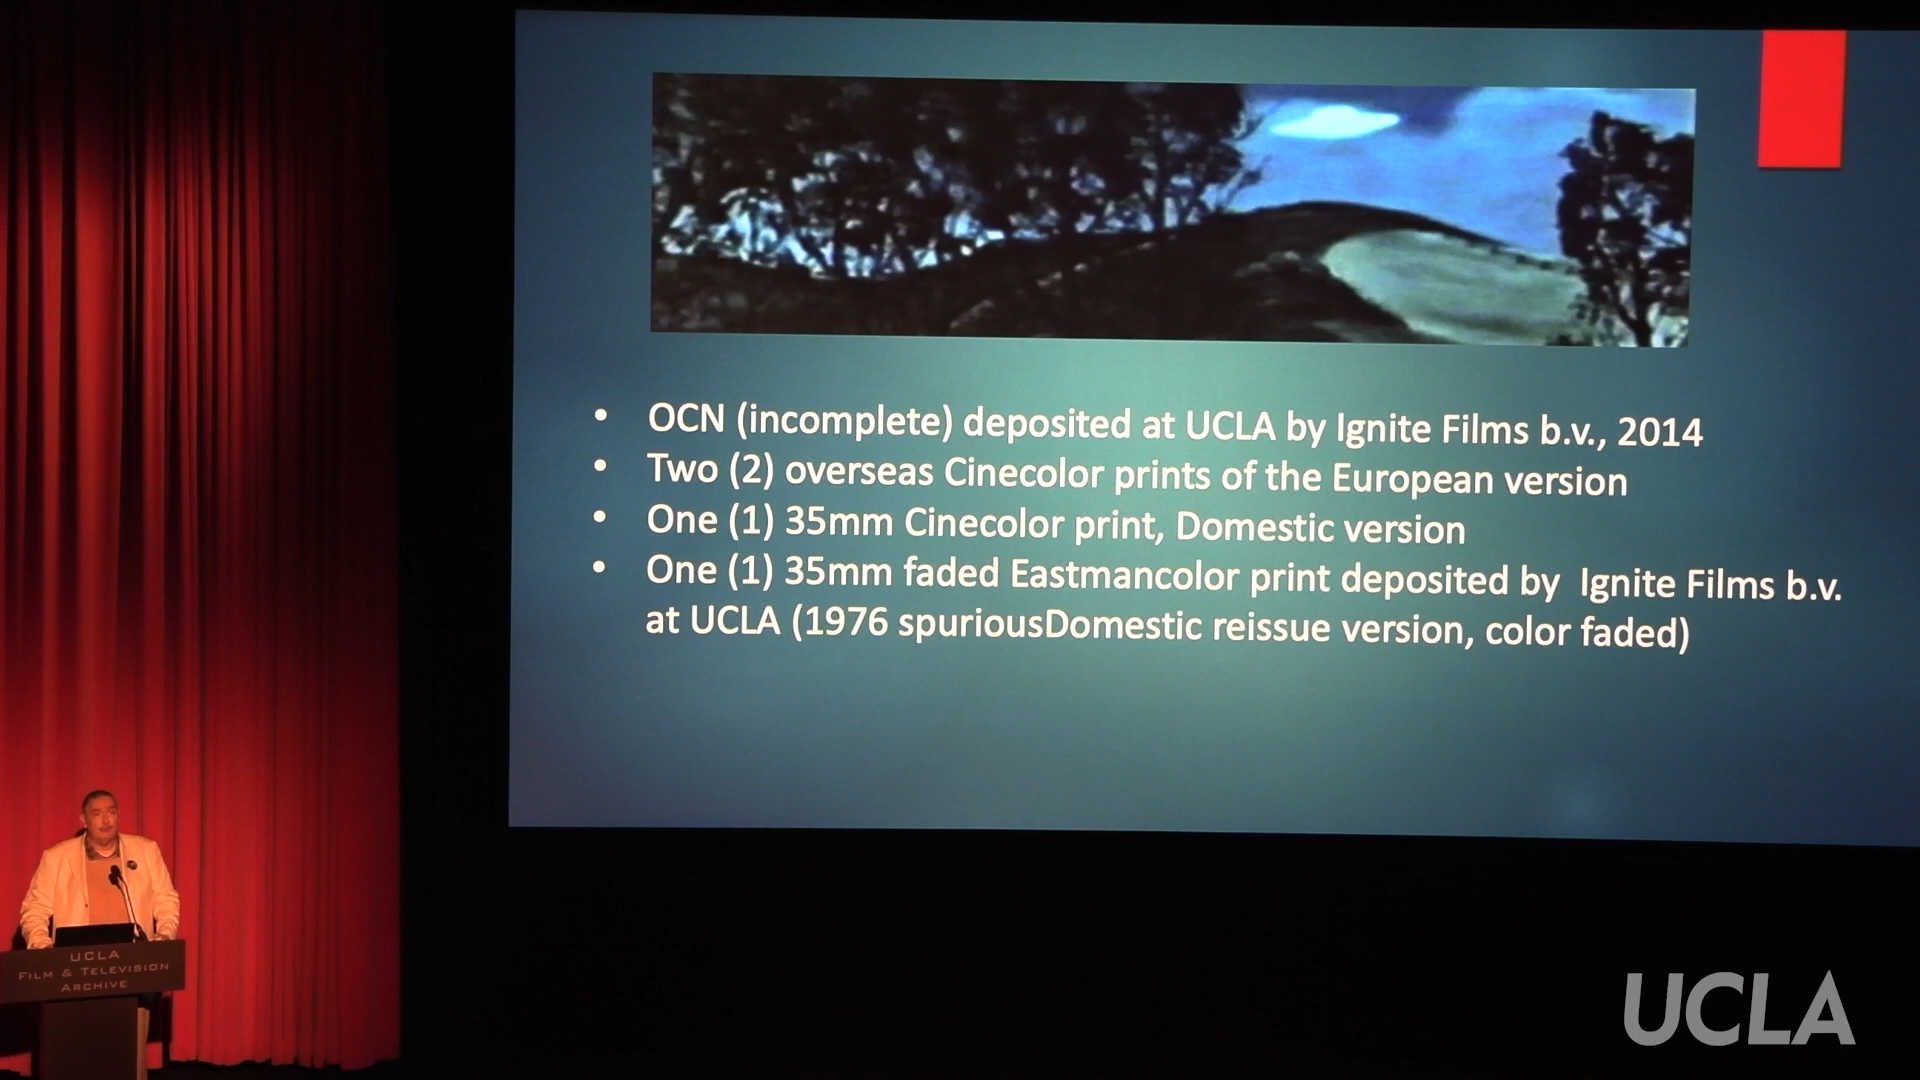 • OCN (incomplete) deposited at UCLA by Ignite Films b.v., 2014
• Two (2) overseas Cinecolor prints of the European version
• One (1) 35mm Cinecolor print, Domestic version
• One (1) 35mm faded Eastmancolor print deposited by Ignite Films b.v.
at UCLA (1976 spuriousDomestic reissue version, color faded)
UCLA
FILM & TELEVISION
ARCHIVE
UCLA